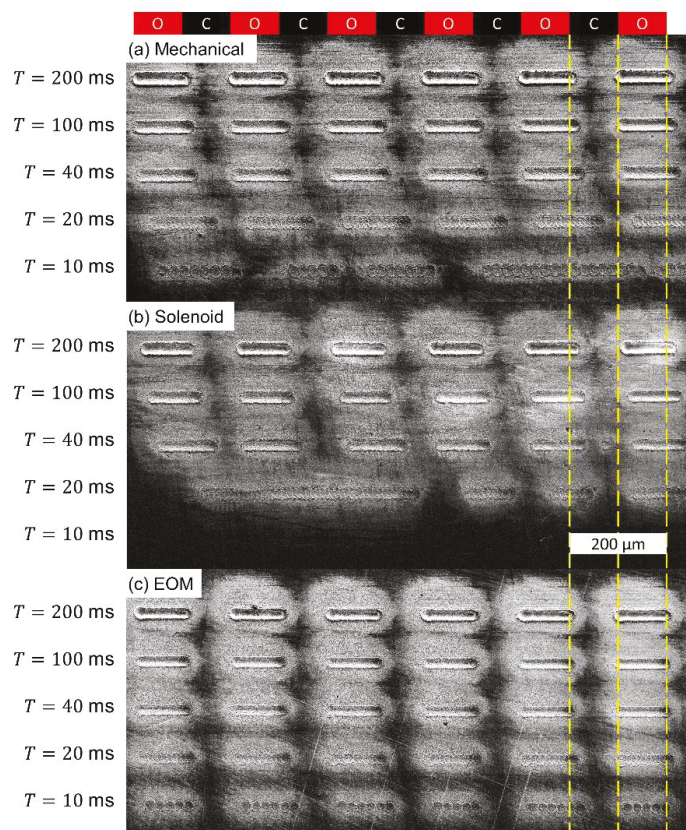 O C O C O C O C O C O
(a) Mechanical
T = 200 ms
T = 100 ms
T = 40 ms
T = 20 ms
T = 10 ms
(b) Solenoid
T = 200 ms
T = 100 ms
T = 40 ms
T = 20 ms
T = 10 ms
200 μm
(c) EOM
T = 200 ms
T = 100 ms
T = 40 ms
T = 20 ms
T = 10 ms